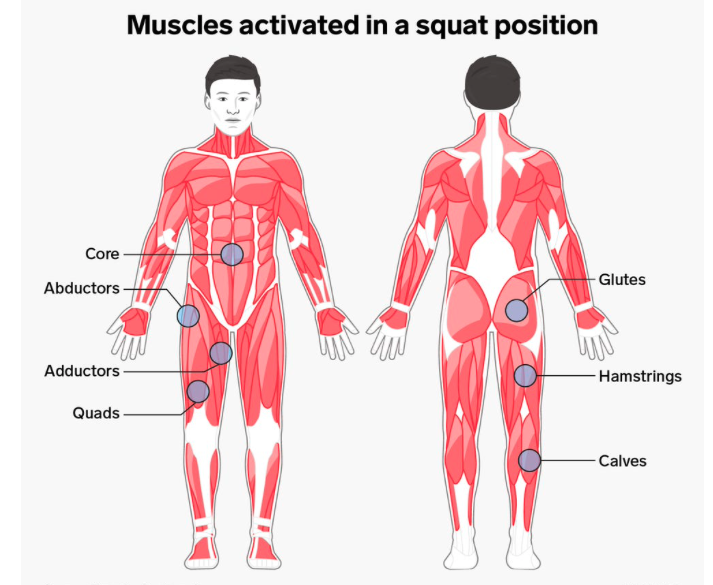 Muscles activated in a squat position
Core
Abductors
Adductors
Quads
Glutes
Hamstrings
Calves